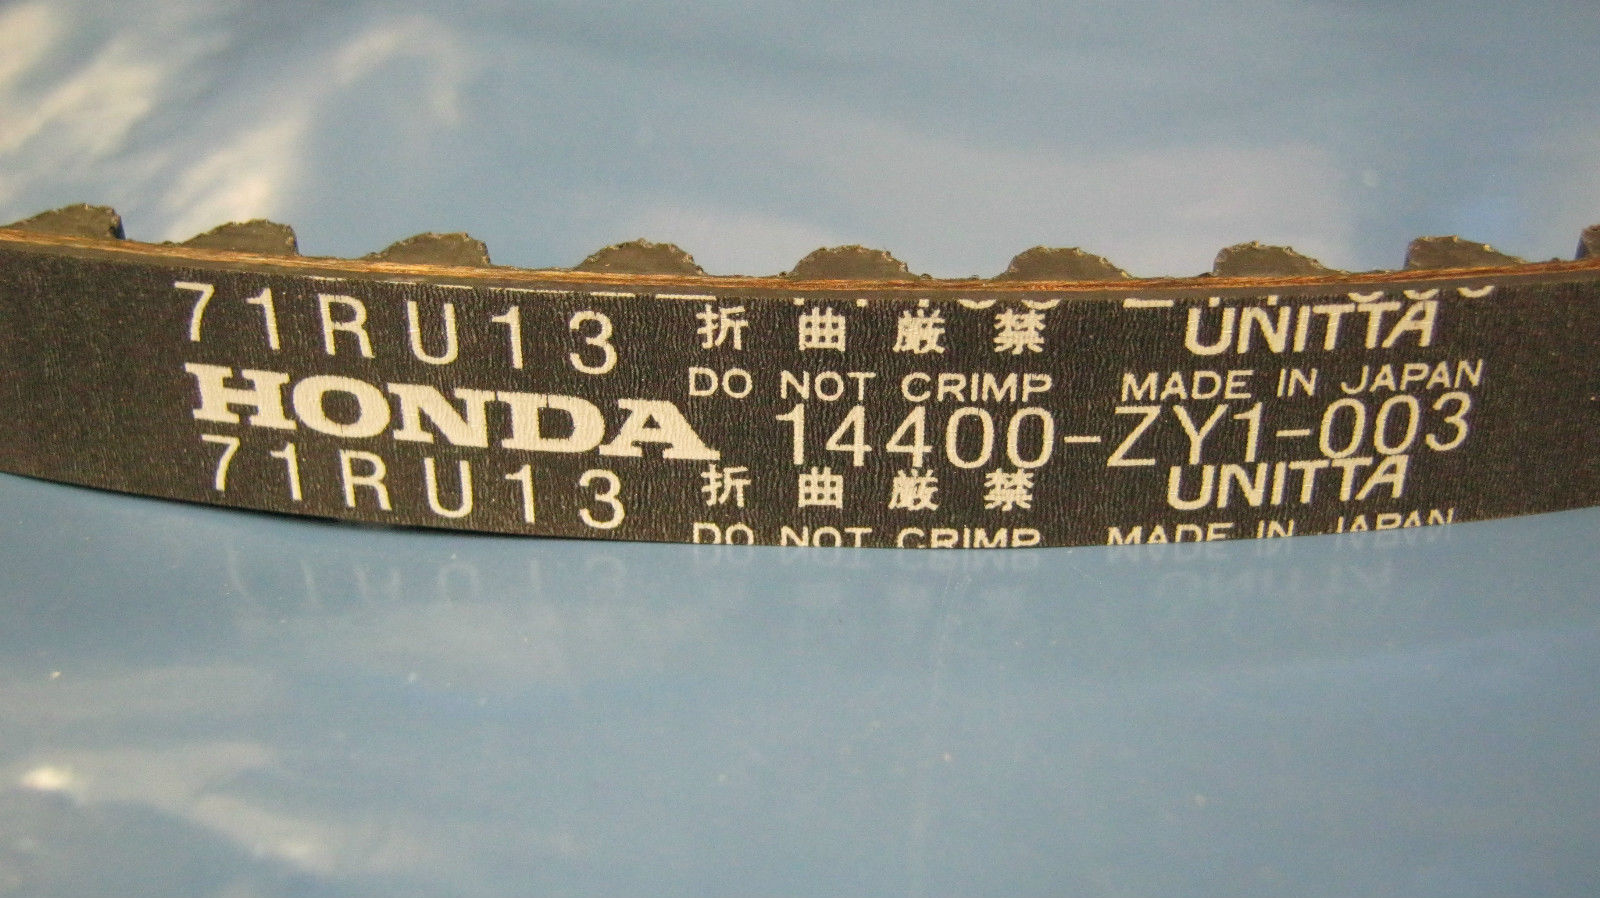 71RU13 折曲厳禁 UNITTA
DO NOT CRIMP MADE IN JAPAN
HONDA 14400-ZY1-003
71RU13 折曲厳禁 UNITTA
DO NOT CRIMP MADE IN JAPAN